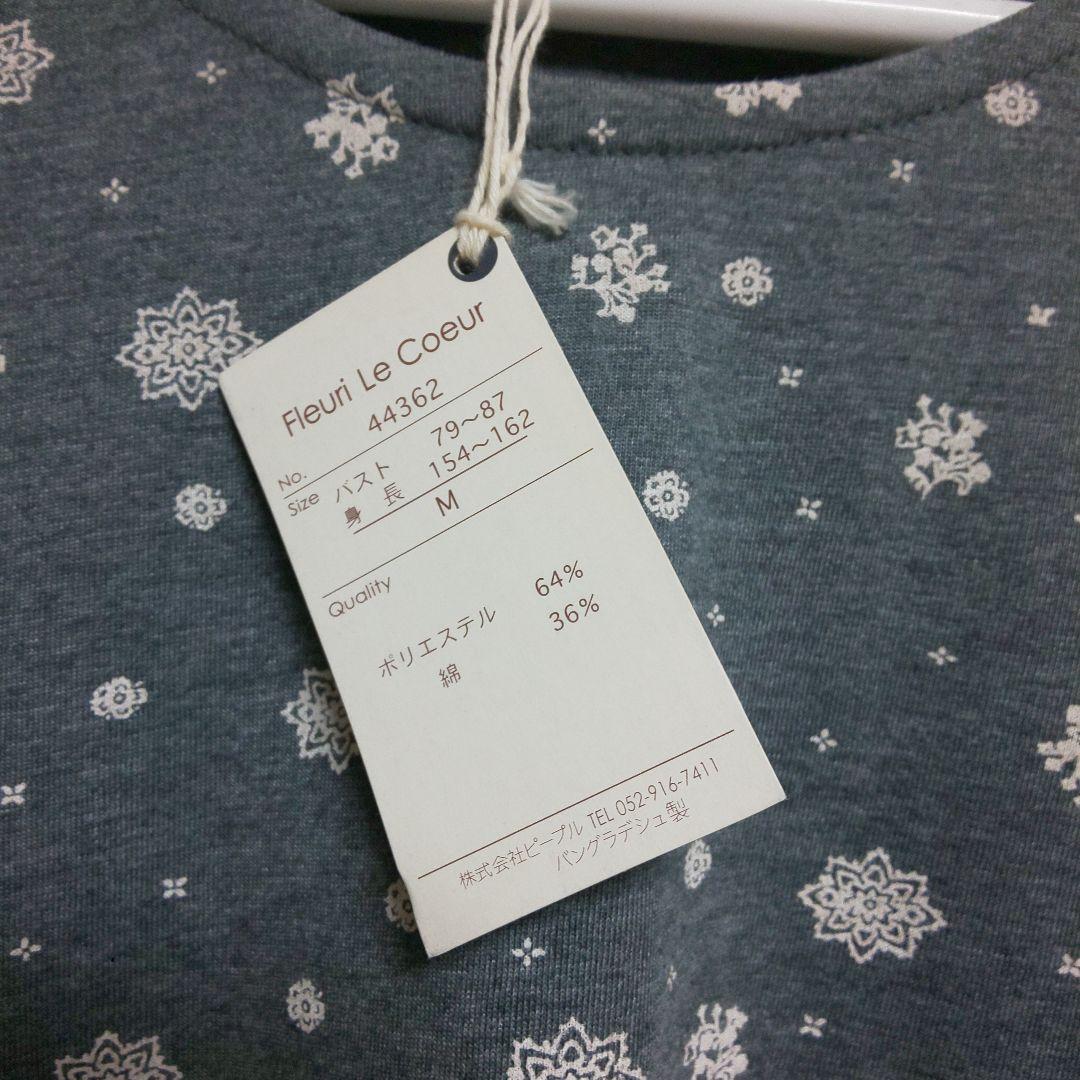 Fleuri Le Coeur
No. 44362
Size バスト 79～87
身長 154～162
M
Quality
ポリエステル 64%
綿 36%
株式会社ピープル TEL 052-916-7411
バングラデシュ製